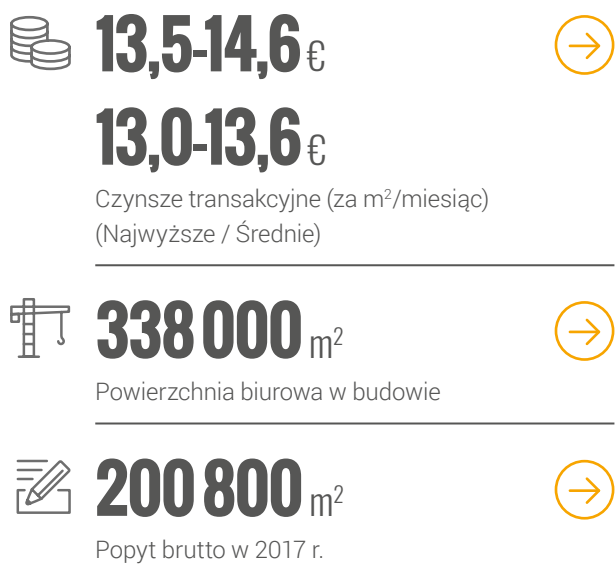 13,5-14,6 €
13,0-13,6 €
Czynsze transakcyjne (za m²/miesiąc)
(Najwyższe / Średnie)
338 000 m²
Powierzchnia biurowa w budowie
200 800 m²
Popyt brutto w 2017 r.